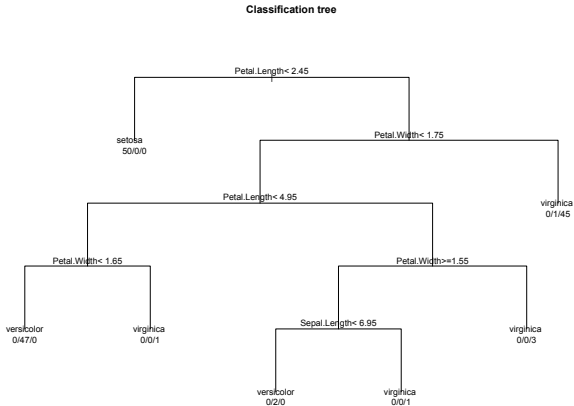 Classification tree
Petal.Length< 2.45
setosa
50/0/0
Petal.Width< 1.75
Petal.Length< 4.95
virginica
0/1/45
Petal.Width< 1.65
Petal.Width>=1.55
versicolor
0/47/0
virginica
0/0/1
Sepal.Length< 6.95
virginica
0/0/3
versicolor
0/2/0
virginica
0/0/1